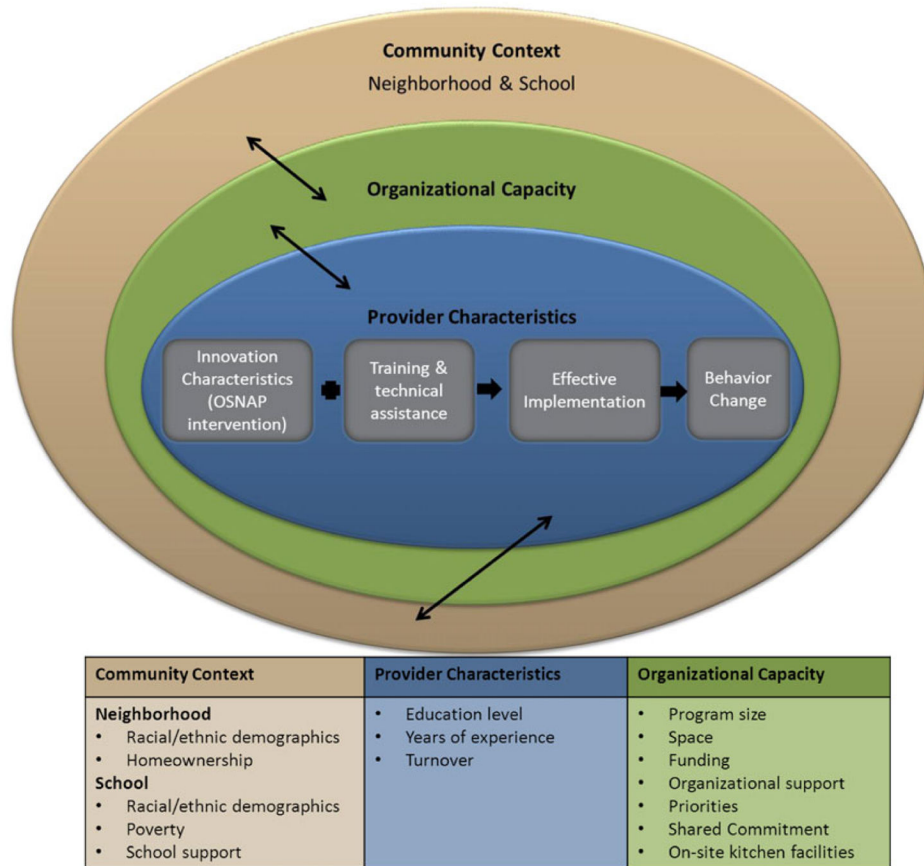 Community Context
Neighborhood & School
Organizational Capacity
Provider Characteristics
Innovation
Characteristics
(OSNAP
intervention)
Training &
technical
assistance
Effective
Implementation
Behavior
Change
Community Context
Neighborhood
• Racial/ethnic demographics
• Homeownership
School
• Racial/ethnic demographics
• Poverty
• School support
Provider Characteristics
• Education level
• Years of experience
• Turnover
Organizational Capacity
• Program size
• Space
• Funding
• Organizational support
• Priorities
• Shared Commitment
• On-site kitchen facilities